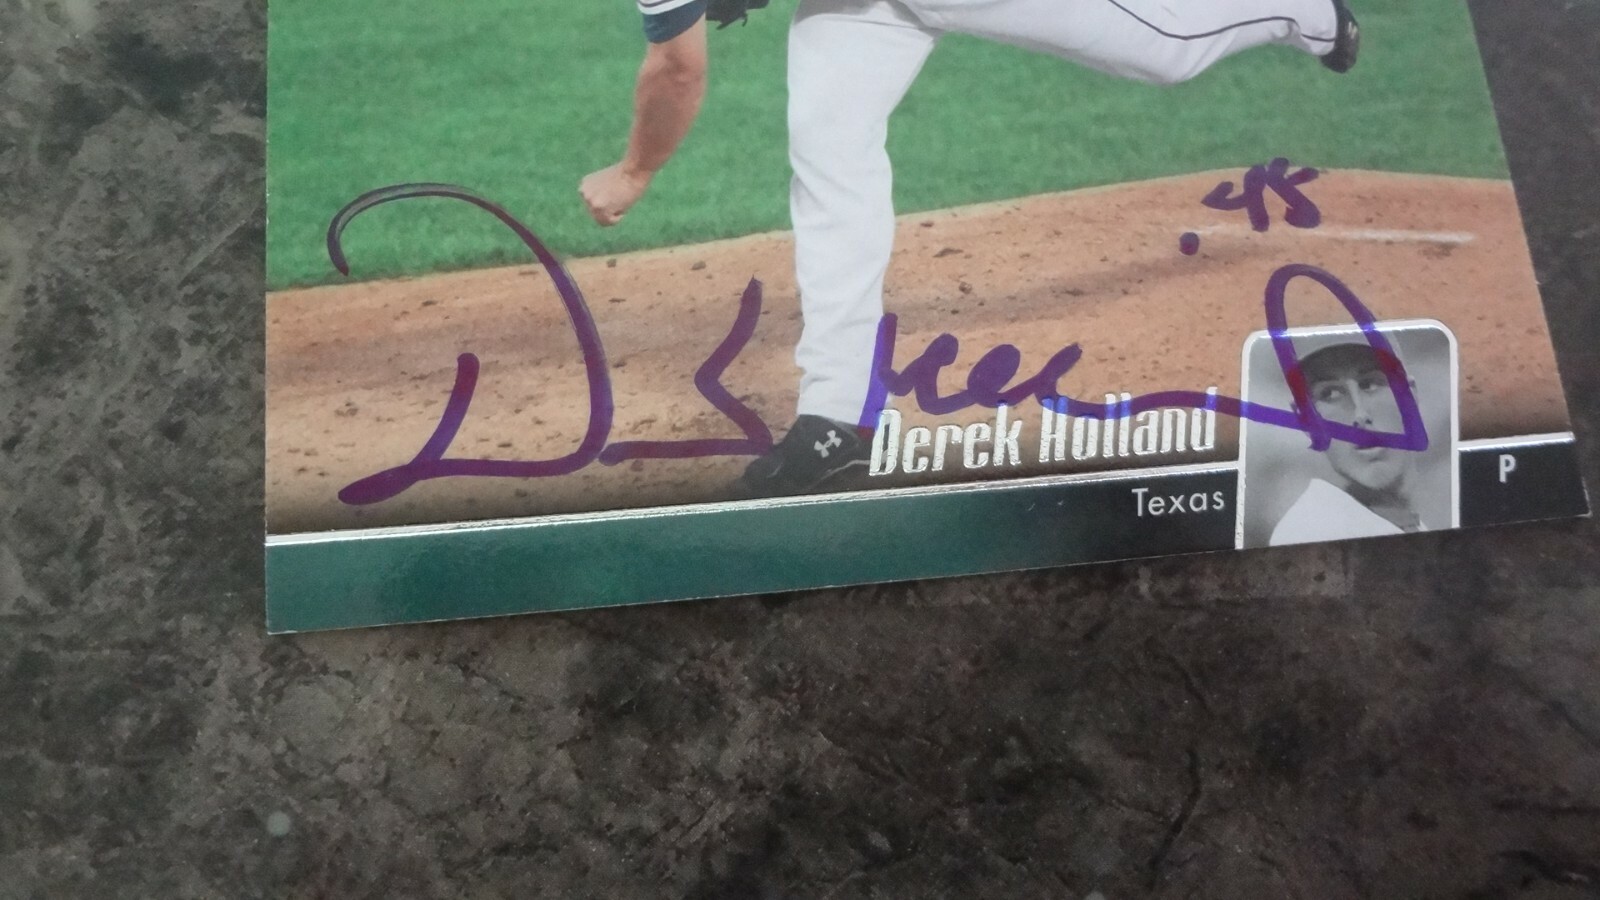 45
Derek Holland
Texas
P